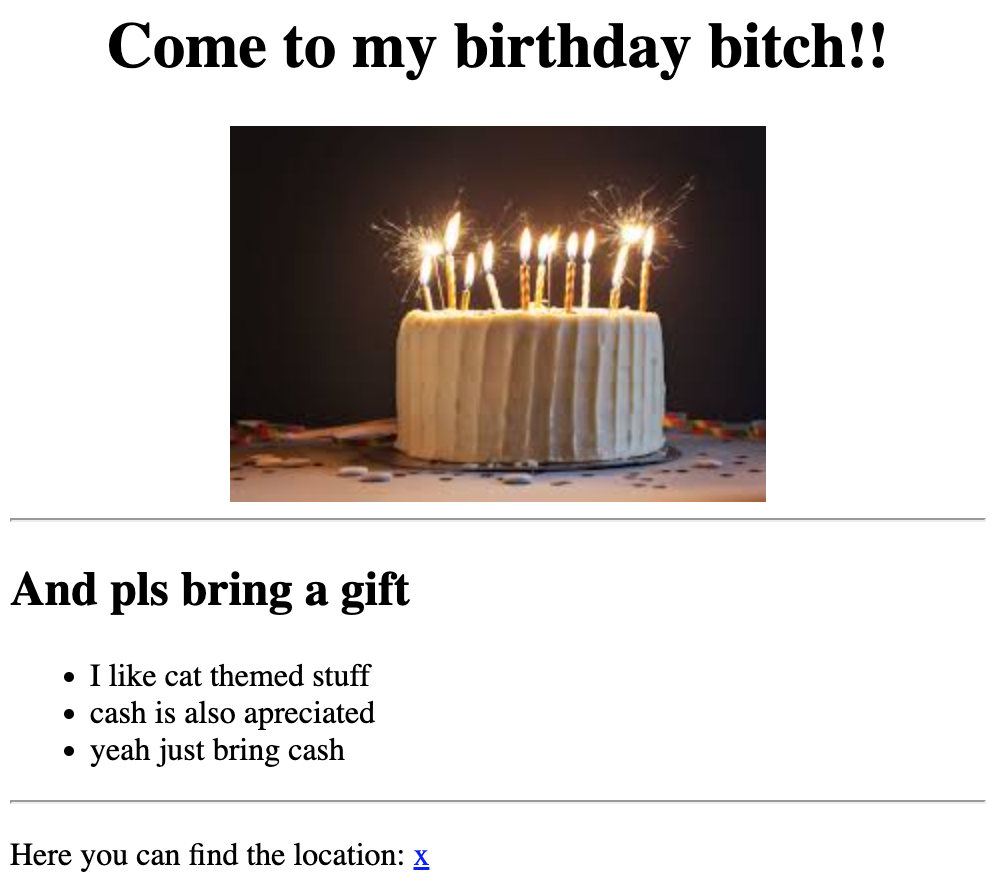 Come to my birthday bitch!!
And pls bring a gift
I like cat themed stuff
cash is also apreciated
yeah just bring cash
Here you can find the location: x